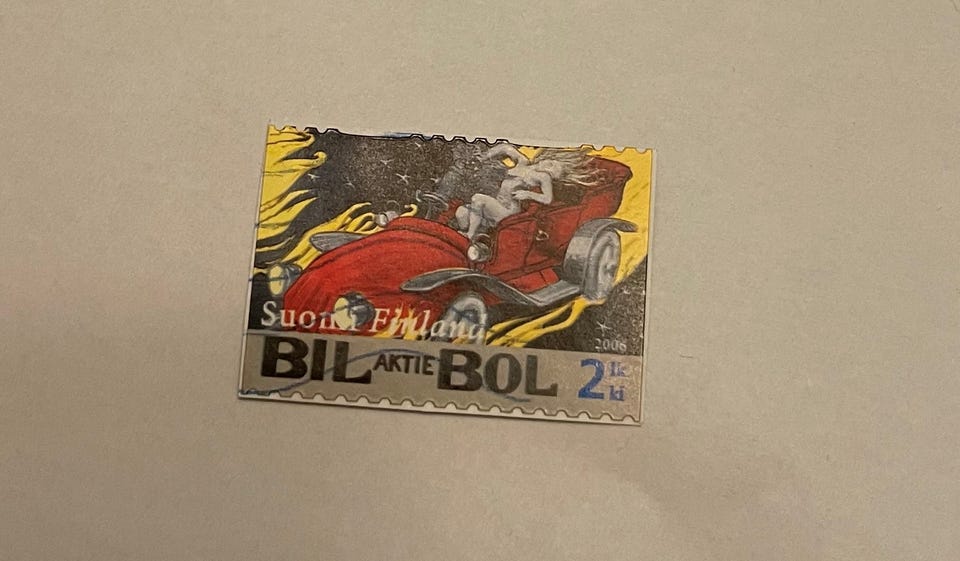 Suomi Finland
2006
BIL AKTIE BOL 2 lk
kl